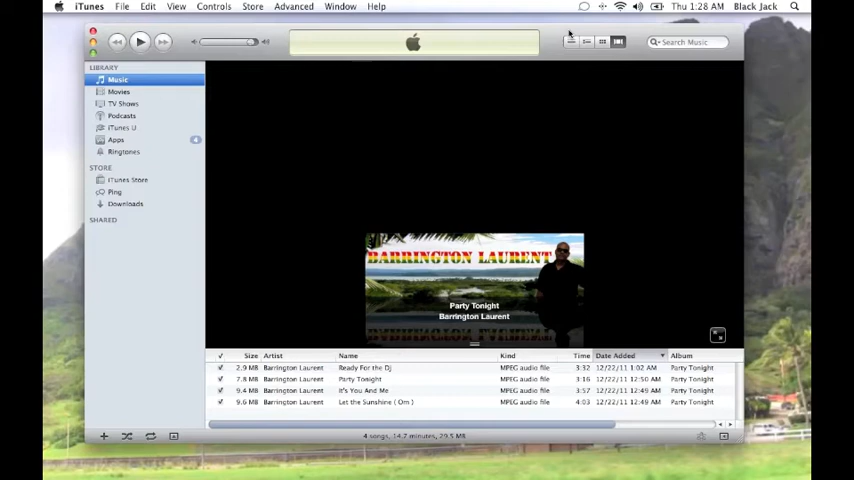 iTunes File Edit View Controls Store Advanced Window Help Thu 1:28 AM Black Jack
Search Music
LIBRARY
Music
Movies
TV Shows
Podcasts
iTunes U
Apps 4
Ringtones
STORE
iTunes Store
Ping
Downloads
SHARED
BARRINGTON LAURENT
Party Tonight
Barrington Laurent
✓ Size Artist Name Kind Time Date Added Album
2.9 MB Barrington Laurent Ready For the Dj MPEG audio file 3:32 12/22/11 1:02 AM Party Tonight
7.8 MB Barrington Laurent Party Tonight MPEG audio file 3:16 12/22/11 12:50 AM Party Tonight
9.4 MB Barrington Laurent It's You And Me MPEG audio file 3:57 12/22/11 12:49 AM Party Tonight
9.6 MB Barrington Laurent Let the Sunshine ( Om ) MPEG audio file 4:03 12/22/11 12:49 AM Party Tonight
4 songs, 14.7 minutes, 29.5 MB